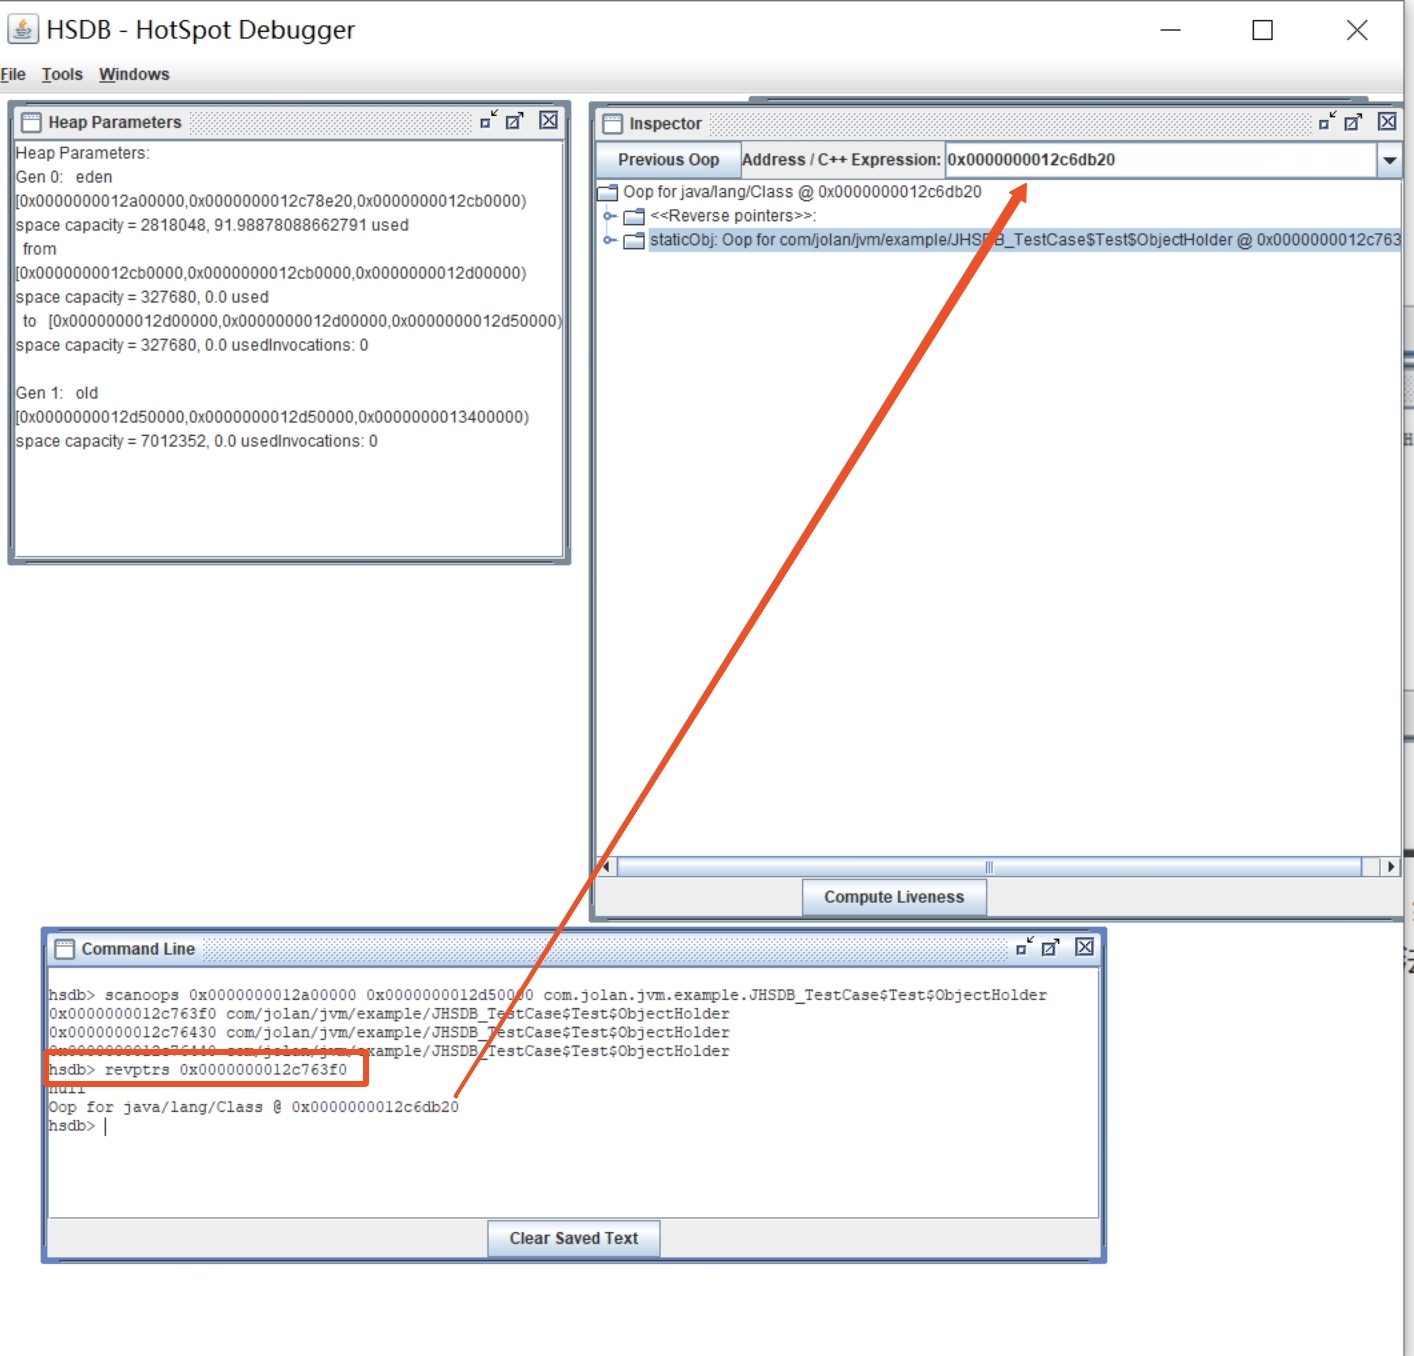 HSDB - HotSpot Debugger
File Tools Windows
Heap Parameters
Heap Parameters:
Gen 0: eden
[0x0000000012a00000,0x0000000012c78e20,0x0000000012cb0000)
space capacity = 2818048, 91.98878088662791 used
from
[0x0000000012cb0000,0x0000000012cb0000,0x0000000012d00000)
space capacity = 327680, 0.0 used
to [0x0000000012d00000,0x0000000012d00000,0x0000000012d50000)
space capacity = 327680, 0.0 usedInvocations: 0
Gen 1: old
[0x0000000012d50000,0x0000000012d50000,0x0000000013400000)
space capacity = 7012352, 0.0 usedInvocations: 0
Inspector
Previous Oop Address / C++ Expression: 0x0000000012c6db20
Oop for java/lang/Class @ 0x0000000012c6db20
<<Reverse pointers>>:
staticObj: Oop for com/jolan/jvm/example/JHSDB_TestCase$Test$ObjectHolder @ 0x0000000012c763
Compute Liveness
Command Line
hsdb> scanoops 0x0000000012a00000 0x0000000012d50000 com.jolan.jvm.example.JHSDB_TestCase$Test$ObjectHolder
0x0000000012c763f0 com/jolan/jvm/example/JHSDB_TestCase$Test$ObjectHolder
0x0000000012c76430 com/jolan/jvm/example/JHSDB_TestCase$Test$ObjectHolder
0x0000000012c76440 com/jolan/jvm/example/JHSDB_TestCase$Test$ObjectHolder
hsdb> revptrs 0x0000000012c763f0
null
Oop for java/lang/Class @ 0x0000000012c6db20
hsdb>
Clear Saved Text